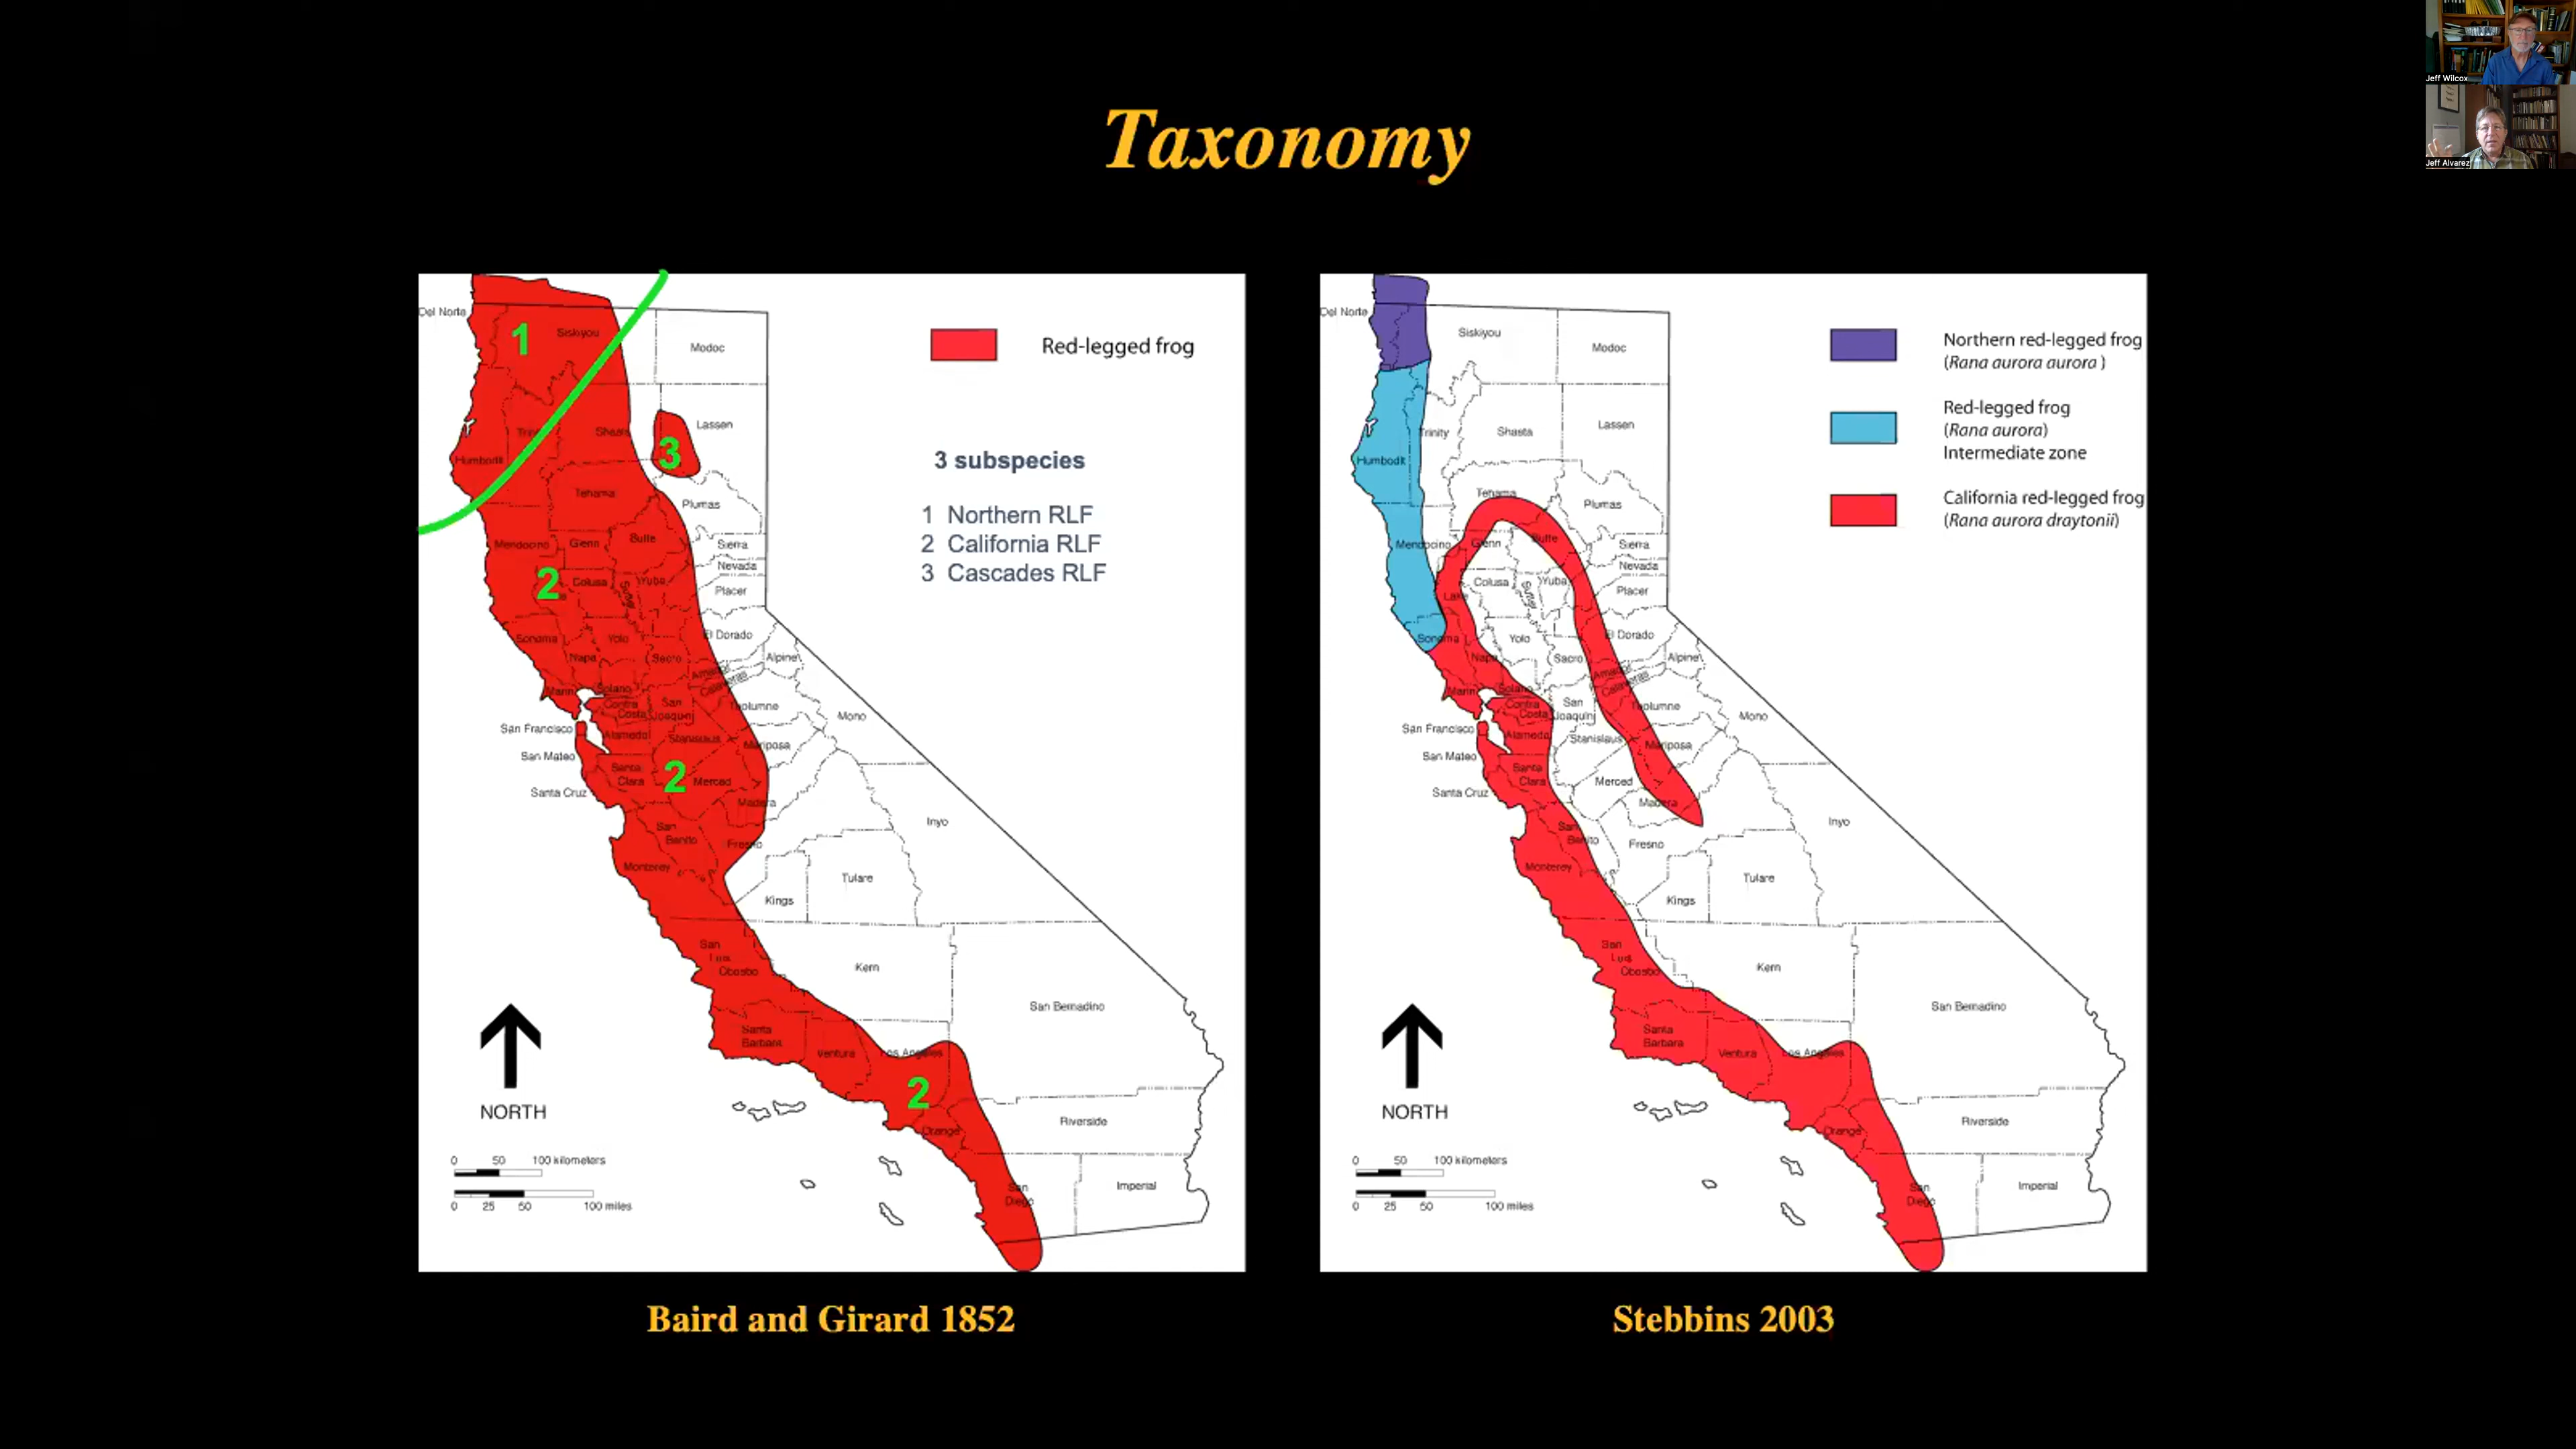 Jeff Wilcox
Jeff Alvarez
Taxonomy
Del Norte
Siskiyou
Modoc
1
Shasta
Lassen
3
Humbodlt
Tehama
Plumas
Mendocino
Glenn
Butte
Sierra
Nevada
2
Colusa
Yuba
Placer
Sonoma
Yolo
El Dorado
Napa
Sacro
Alpine
Marin
Solano
Contra
Costa
San
Joaquin
Mono
San Francisco
Alameda
Stanislaus
Mariposa
San Mateo
Santa
Clara
2
Merced
Santa Cruz
Madera
Inyo
San
Benito
Fresno
Monterey
Tulare
Kings
San
Luis
Obosbo
Kern
San Bernadino
Santa
Barbara
Ventura
Los Angeles
2
Orange
Riverside
San
Diego
Imperial
NORTH
0 50 100 kilometers
0 25 50 100 miles
Red-legged frog
3 subspecies
1 Northern RLF
2 California RLF
3 Cascades RLF
Baird and Girard 1852
Del Norte
Siskiyou
Modoc
Trinity
Shasta
Lassen
Humbodlt
Tehama
Plumas
Mendocino
Glenn
Butte
Sierra
Nevada
Colusa
Yuba
Placer
Lake
Sonoma
Yolo
El Dorado
Napa
Sacro
Alpine
Amador
Calaveras
Marin
Solano
Contra
Costa
San
Joaquin
Tuolumne
Mono
San Francisco
Alameda
Stanislaus
Mariposa
San Mateo
Santa
Clara
Merced
Santa Cruz
Madera
Inyo
San
Benito
Fresno
Monterey
Tulare
Kings
San
Luis
Obosbo
Kern
San Bernadino
Santa
Barbara
Ventura
Los Angeles
Orange
Riverside
San
Diego
Imperial
NORTH
0 50 100 kilometers
0 25 50 100 miles
Northern red-legged frog
(Rana aurora aurora )
Red-legged frog
(Rana aurora)
Intermediate zone
California red-legged frog
(Rana aurora draytonii)
Stebbins 2003